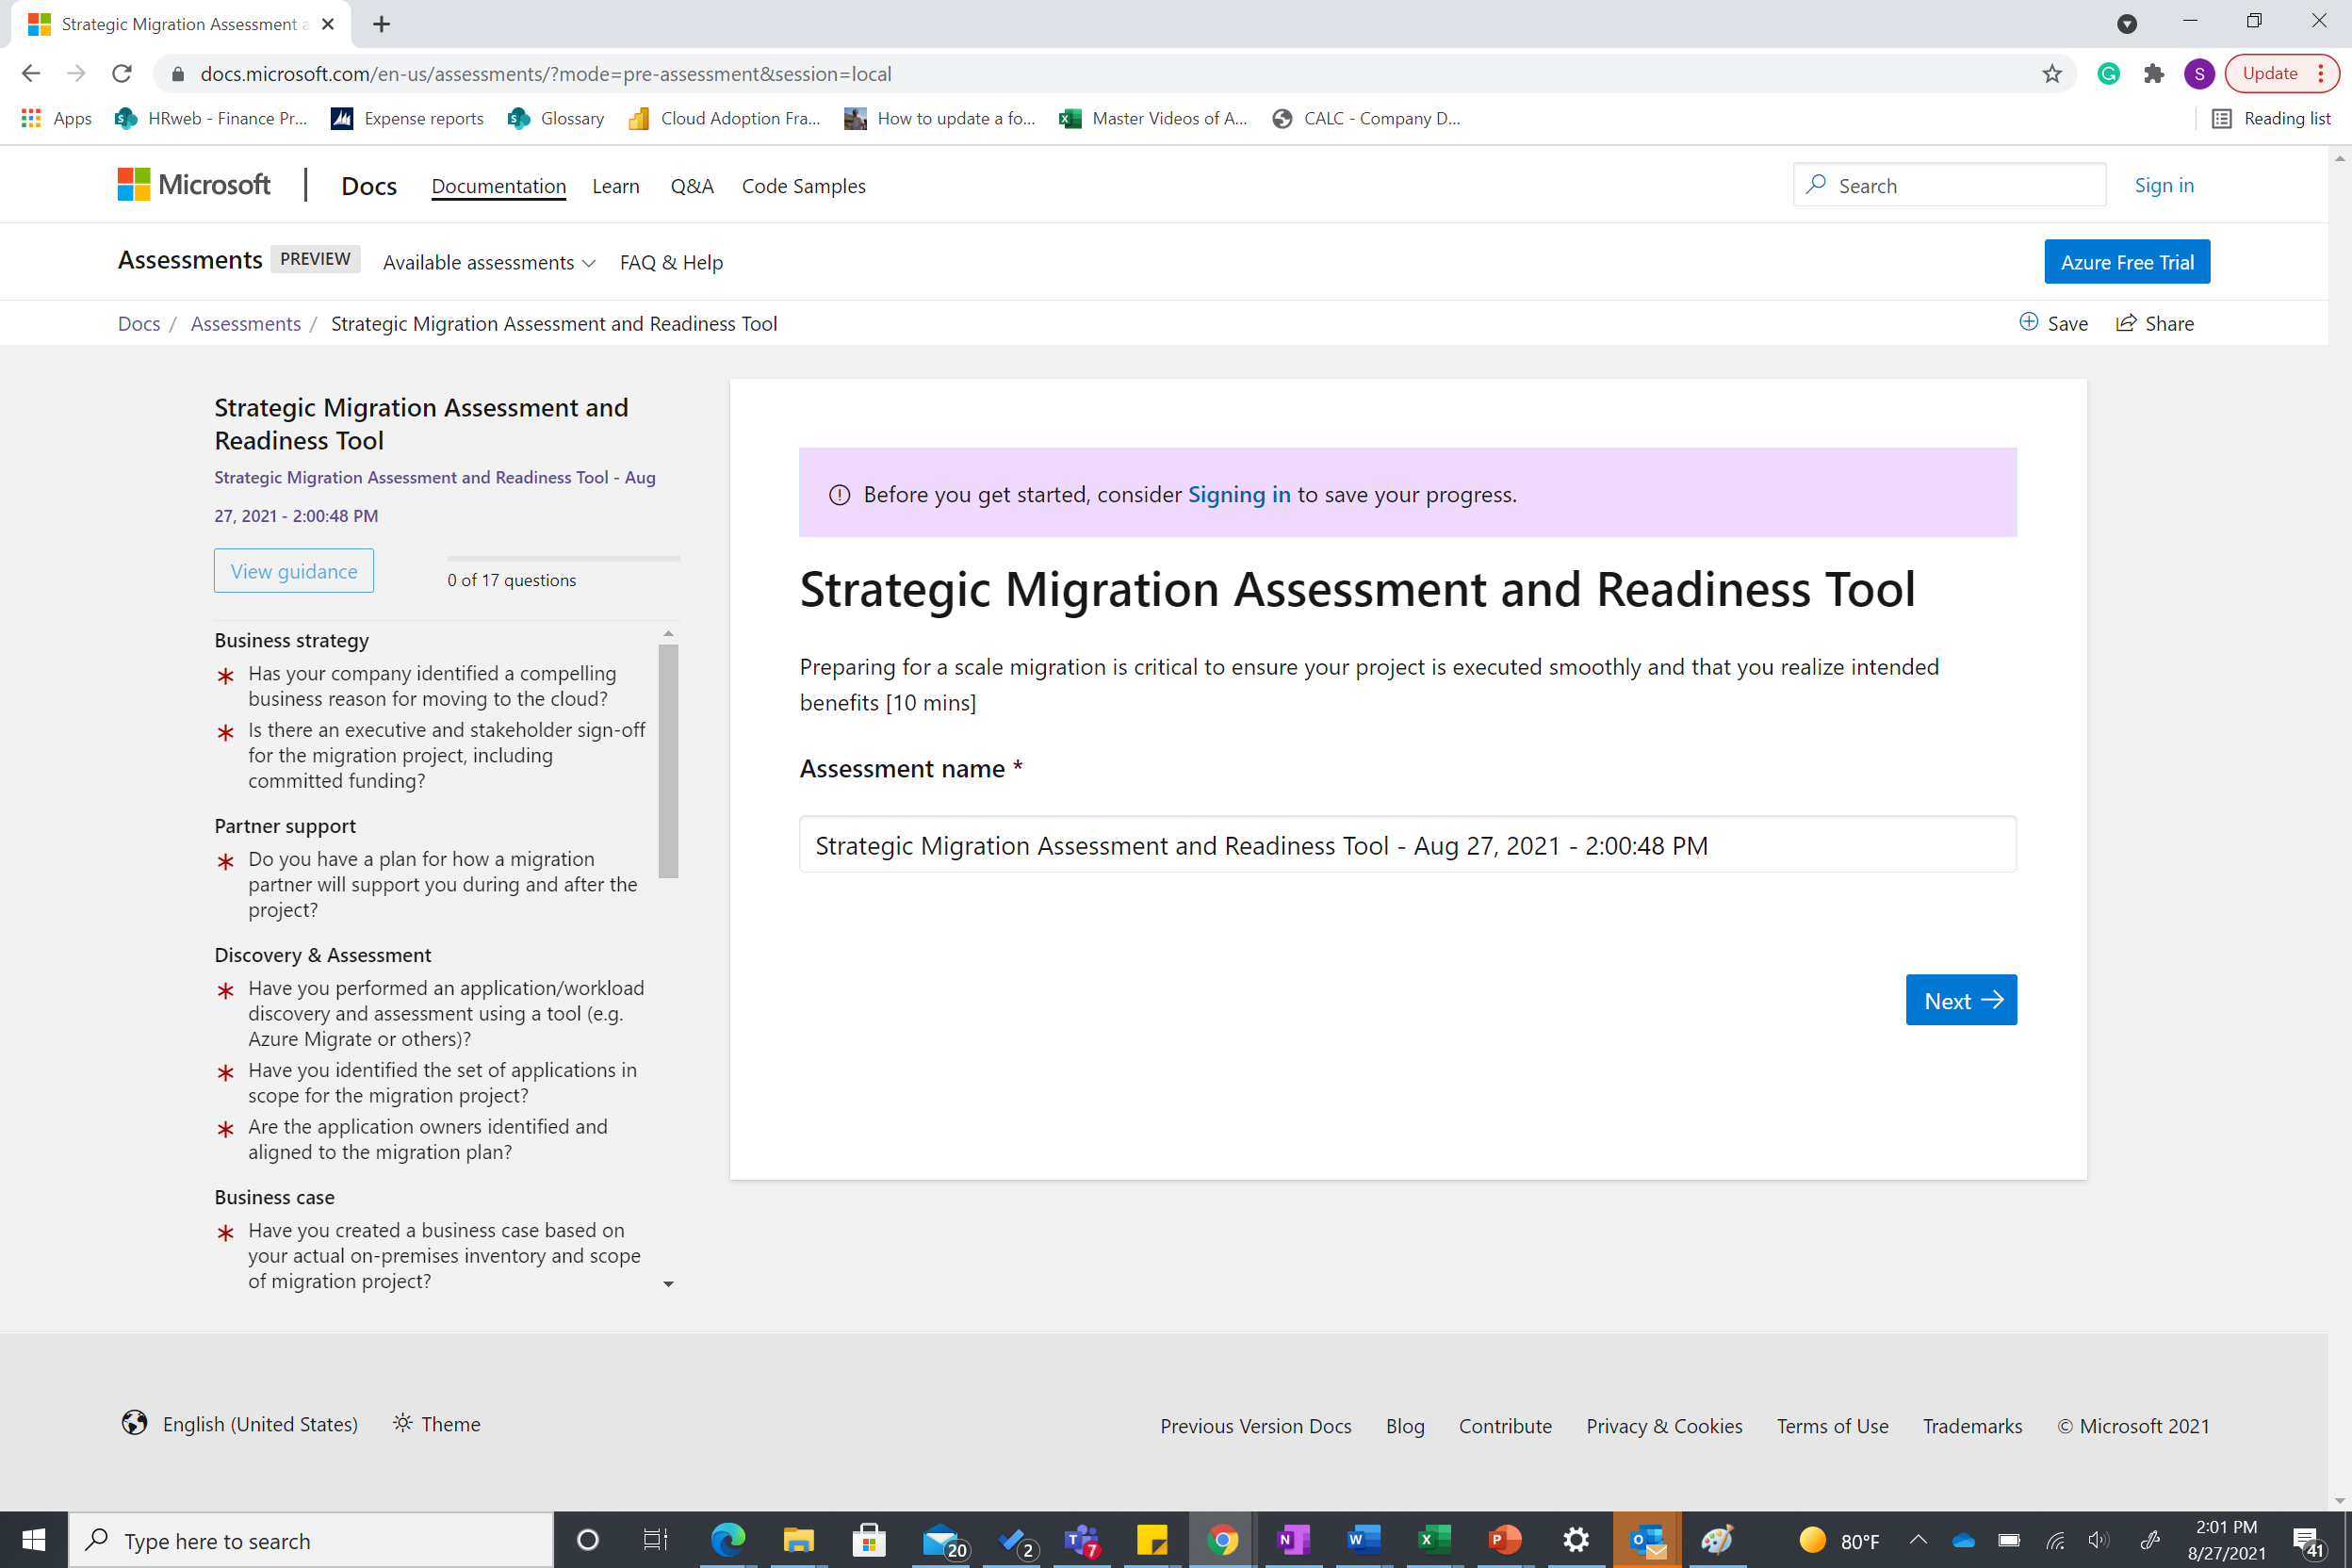 Strategic Migration Assessment a
docs.microsoft.com/en-us/assessments/?mode=pre-assessment&session=local
S
Update
Apps
HRweb - Finance Pr...
Expense reports
Glossary
Cloud Adoption Fra...
How to update a fo...
Master Videos of A...
CALC - Company D...
Reading list
Microsoft
Docs
Documentation
Learn
Q&A
Code Samples
Search
Sign in
Assessments
PREVIEW
Available assessments
FAQ & Help
Azure Free Trial
Docs / Assessments / Strategic Migration Assessment and Readiness Tool
Save
Share
Strategic Migration Assessment and
Readiness Tool
Strategic Migration Assessment and Readiness Tool - Aug
27, 2021 - 2:00:48 PM
View guidance
0 of 17 questions
Business strategy
Has your company identified a compelling
business reason for moving to the cloud?
Is there an executive and stakeholder sign-off
for the migration project, including
committed funding?
Partner support
Do you have a plan for how a migration
partner will support you during and after the
project?
Discovery & Assessment
Have you performed an application/workload
discovery and assessment using a tool (e.g.
Azure Migrate or others)?
Have you identified the set of applications in
scope for the migration project?
Are the application owners identified and
aligned to the migration plan?
Business case
Have you created a business case based on
your actual on-premises inventory and scope
of migration project?
Before you get started, consider Signing in to save your progress.
Strategic Migration Assessment and Readiness Tool
Preparing for a scale migration is critical to ensure your project is executed smoothly and that you realize intended
benefits [10 mins]
Assessment name *
Strategic Migration Assessment and Readiness Tool - Aug 27, 2021 - 2:00:48 PM
Next
English (United States)
Theme
Previous Version Docs
Blog
Contribute
Privacy & Cookies
Terms of Use
Trademarks
© Microsoft 2021
Type here to search
20
2
7
80°F
2:01 PM
8/27/2021
41